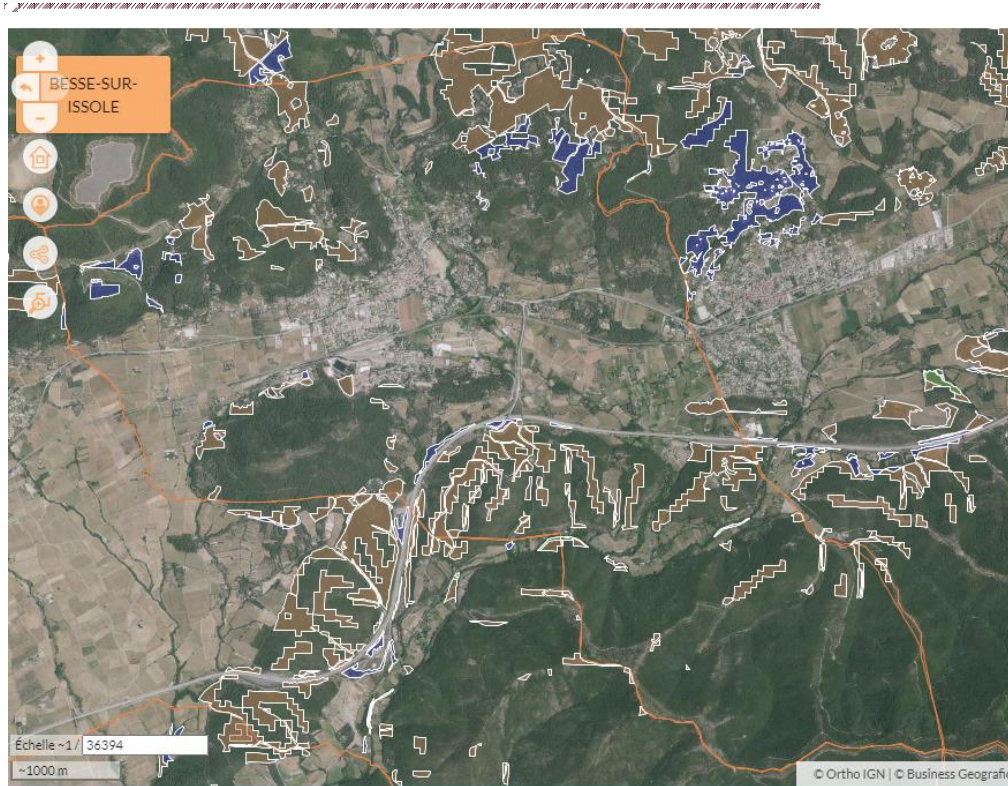 BESSE-SUR-
ISSOLE
Échelle ~1 / 36394
~1000 m
© Ortho IGN | © Business Geografic